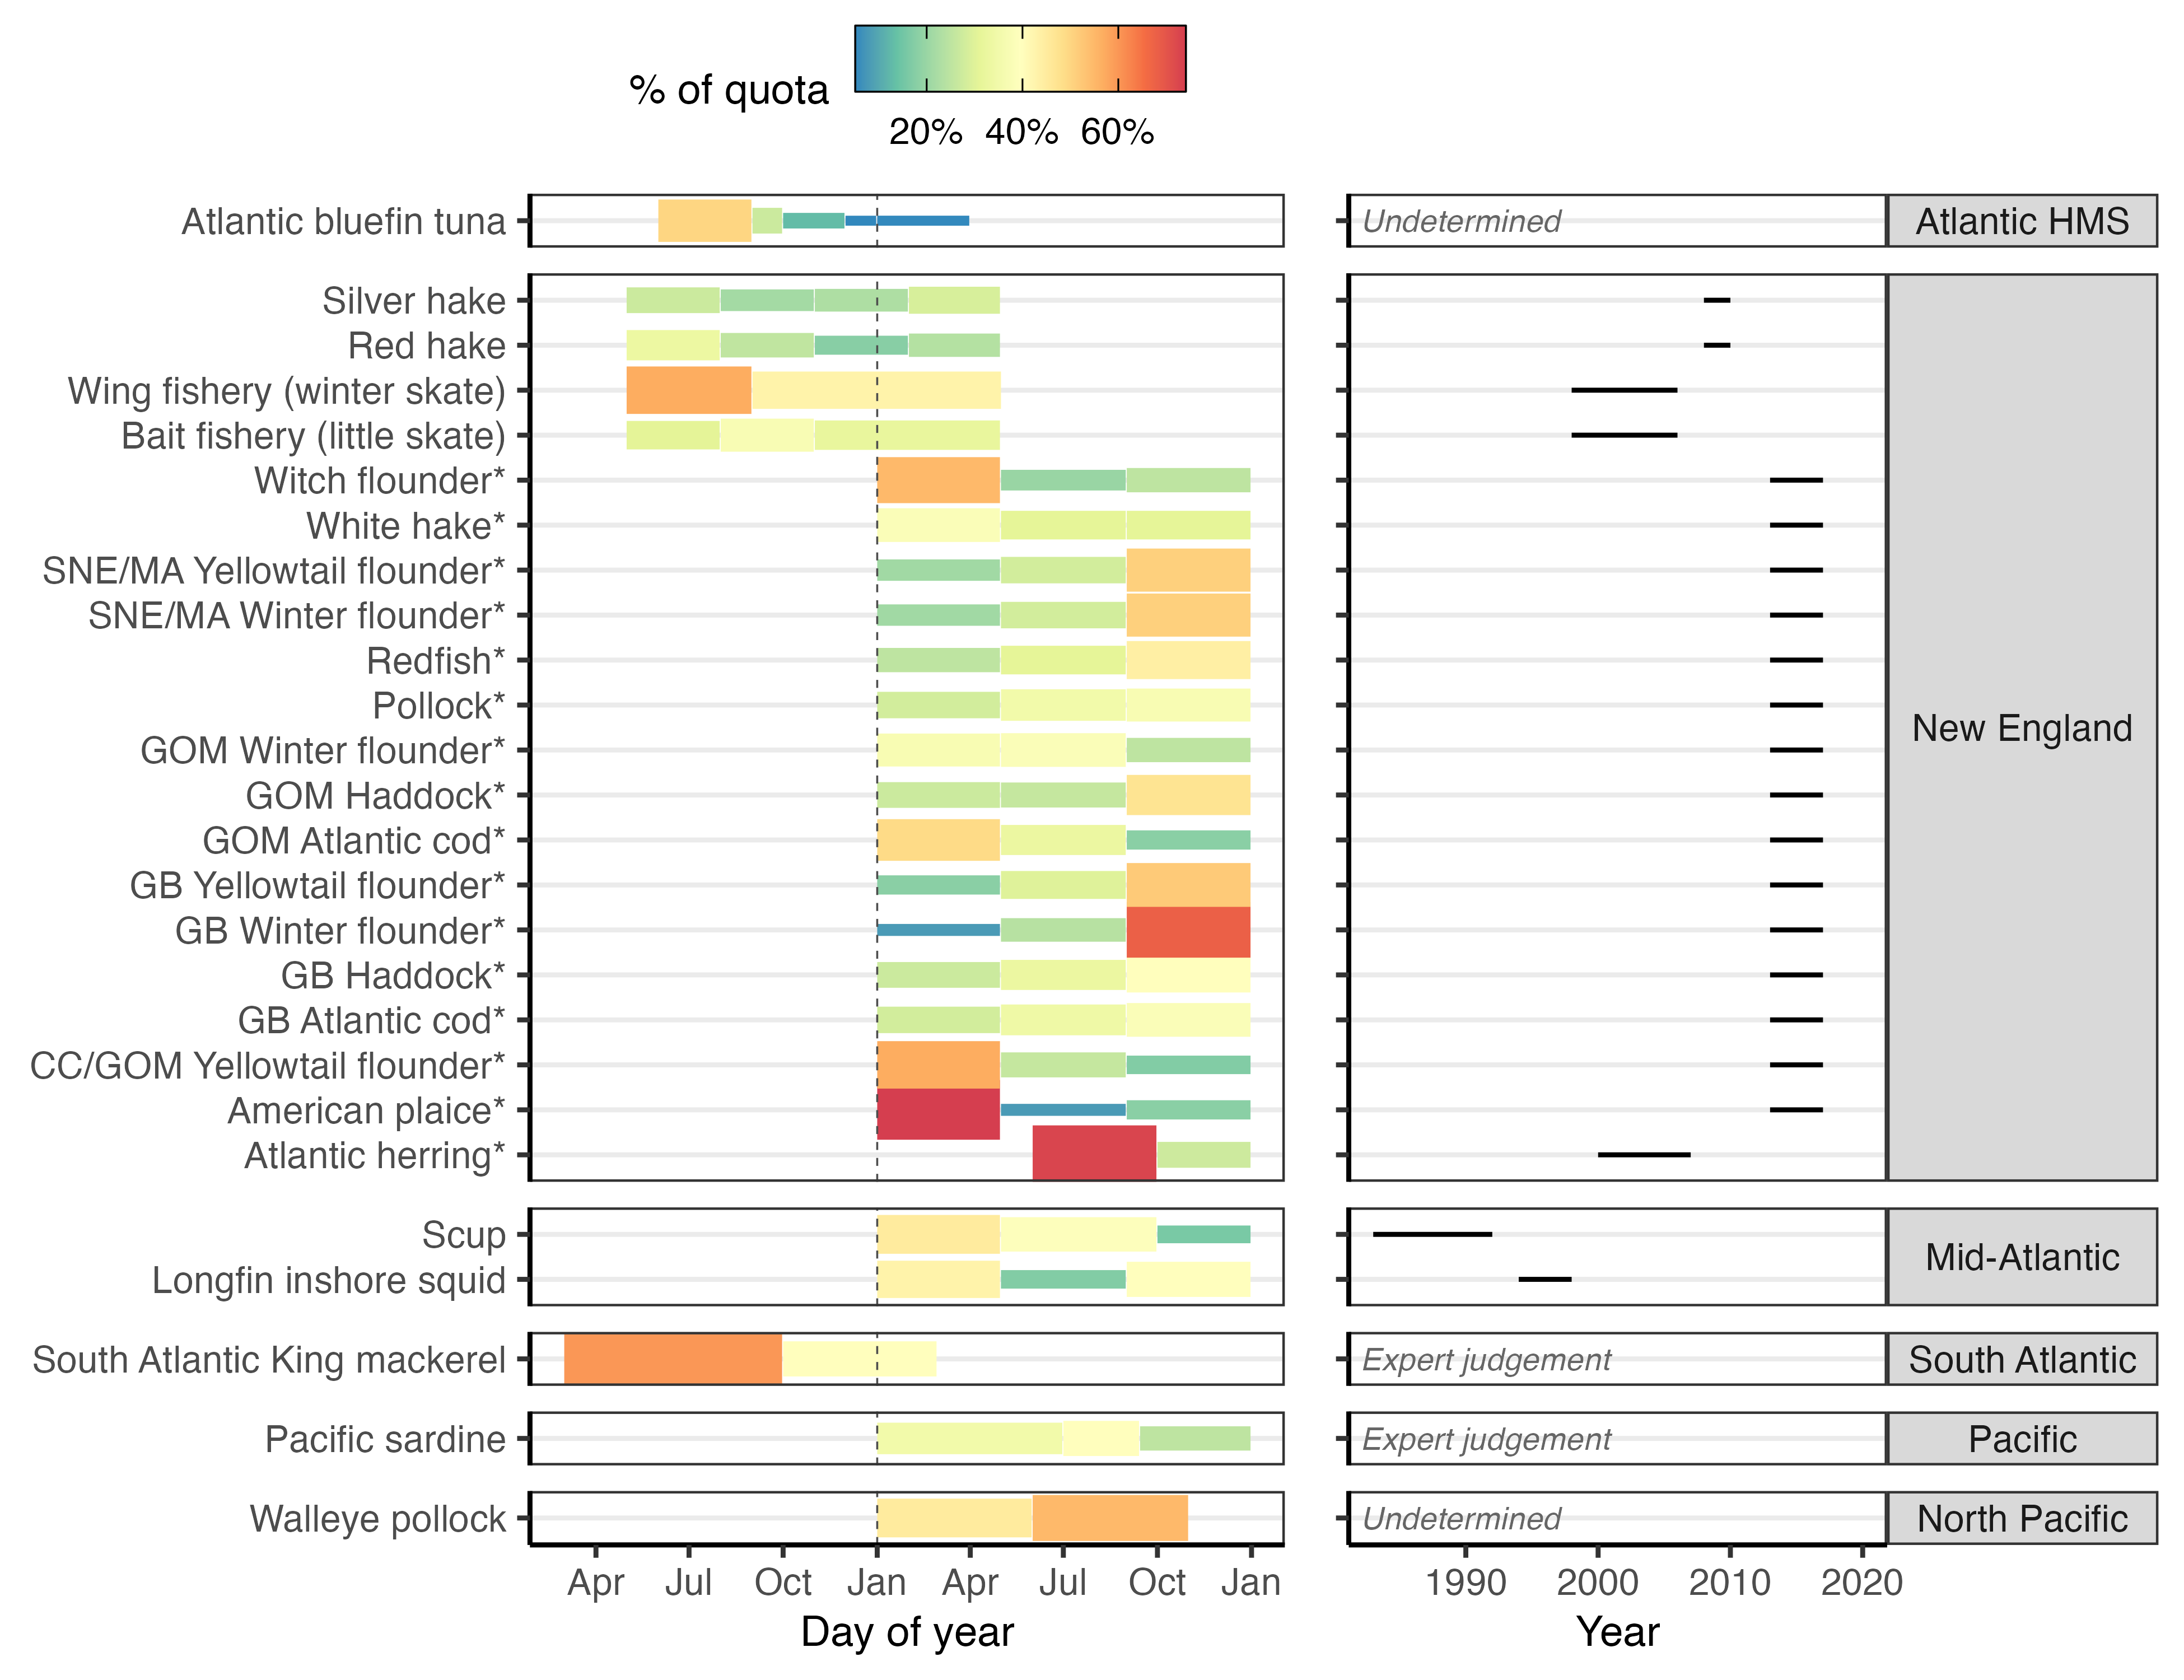 % of quota
20% 40% 60%
Atlantic bluefin tuna
Undetermined
Atlantic HMS
Silver hake
Red hake
Wing fishery (winter skate)
Bait fishery (little skate)
Witch flounder*
White hake*
SNE/MA Yellowtail flounder*
SNE/MA Winter flounder*
Redfish*
Pollock*
GOM Winter flounder*
GOM Haddock*
GOM Atlantic cod*
GB Yellowtail flounder*
GB Winter flounder*
GB Haddock*
GB Atlantic cod*
CC/GOM Yellowtail flounder*
American plaice*
Atlantic herring*
New England
Scup
Longfin inshore squid
Mid-Atlantic
South Atlantic King mackerel
Expert judgement
South Atlantic
Pacific sardine
Expert judgement
Pacific
Walleye pollock
Undetermined
North Pacific
Apr Jul Oct Jan Apr Jul Oct Jan
Day of year
1990 2000 2010 2020
Year